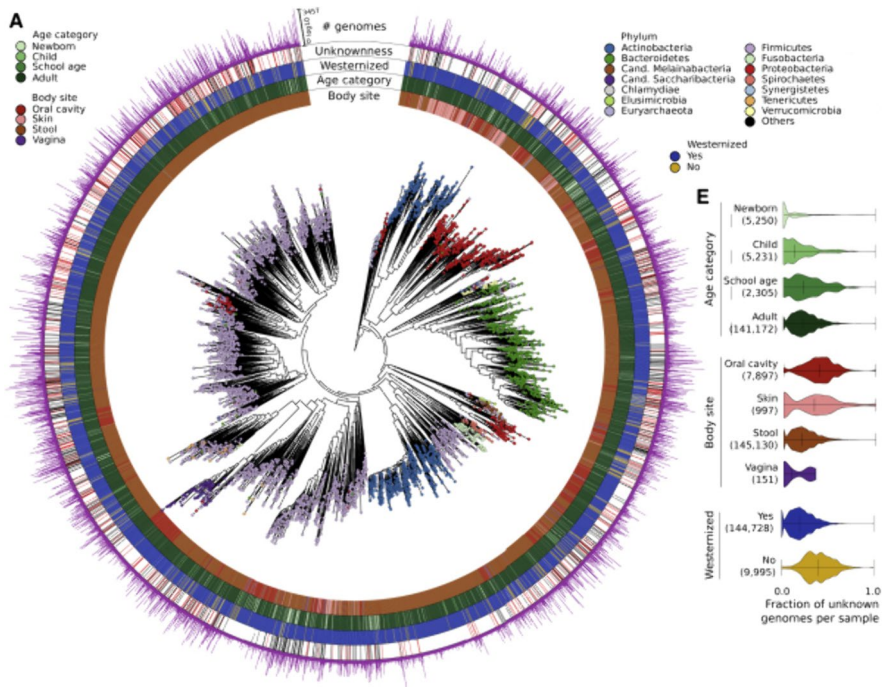 A
Age category
Newborn
Child
School age
Adult
Body site
Oral cavity
Skin
Stool
Vagina
3457
# genomes
Unknownness
Westernized
Age category
Body site
Phylum
Actinobacteria
Bacteroidetes
Cand. Melainabacteria
Cand. Saccharibacteria
Chlamydiae
Elusimicrobia
Euryarchaeota
Firmicutes
Fusobacteria
Proteobacteria
Spirochaetes
Synergistetes
Tenericutes
Verrucomicrobia
Others
Westernized
Yes
No
E
Age category
Newborn
(5,250)
Child
(5,231)
School age
(2,305)
Adult
(141,172)
Body site
Oral cavity
(7,897)
Skin
(997)
Stool
(145,130)
Vagina
(151)
Westernized
Yes
(144,728)
No
(9,995)
0.0 1.0
Fraction of unknown
genomes per sample